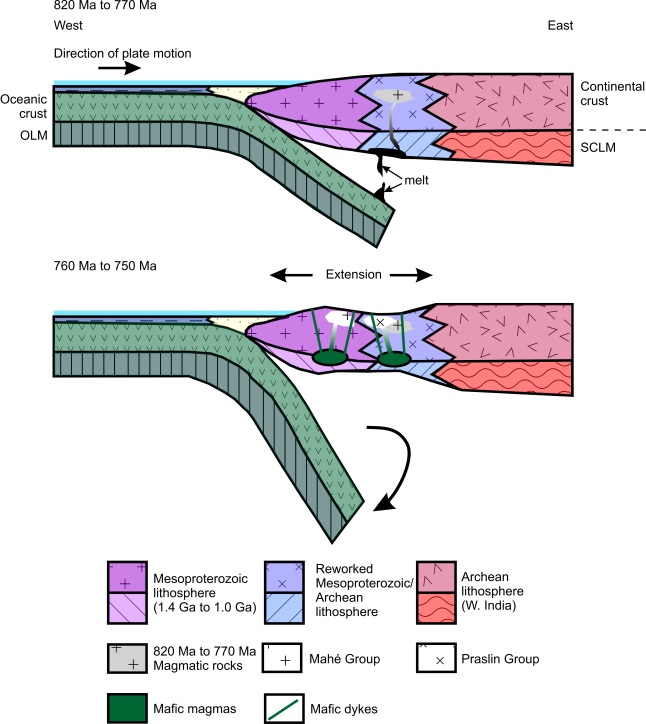 820 Ma to 770 Ma
West
East
Direction of plate motion
Oceanic
crust
OLM
Continental
crust
SCLM
melt
760 Ma to 750 Ma
Extension
Mesoproterozoic
lithosphere
(1.4 Ga to 1.0 Ga)
Reworked
Mesoproterozoic/
Archean
lithosphere
Archean
lithosphere
(W. India)
820 Ma to 770 Ma
Magmatic rocks
Mahé Group
Praslin Group
Mafic magmas
Mafic dykes